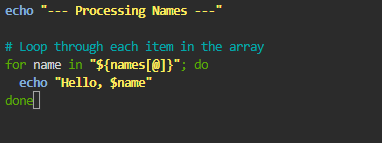 echo "--- Processing Names ---"

# Loop through each item in the array
for name in "${names[@]}"; do
  echo "Hello, $name"
done